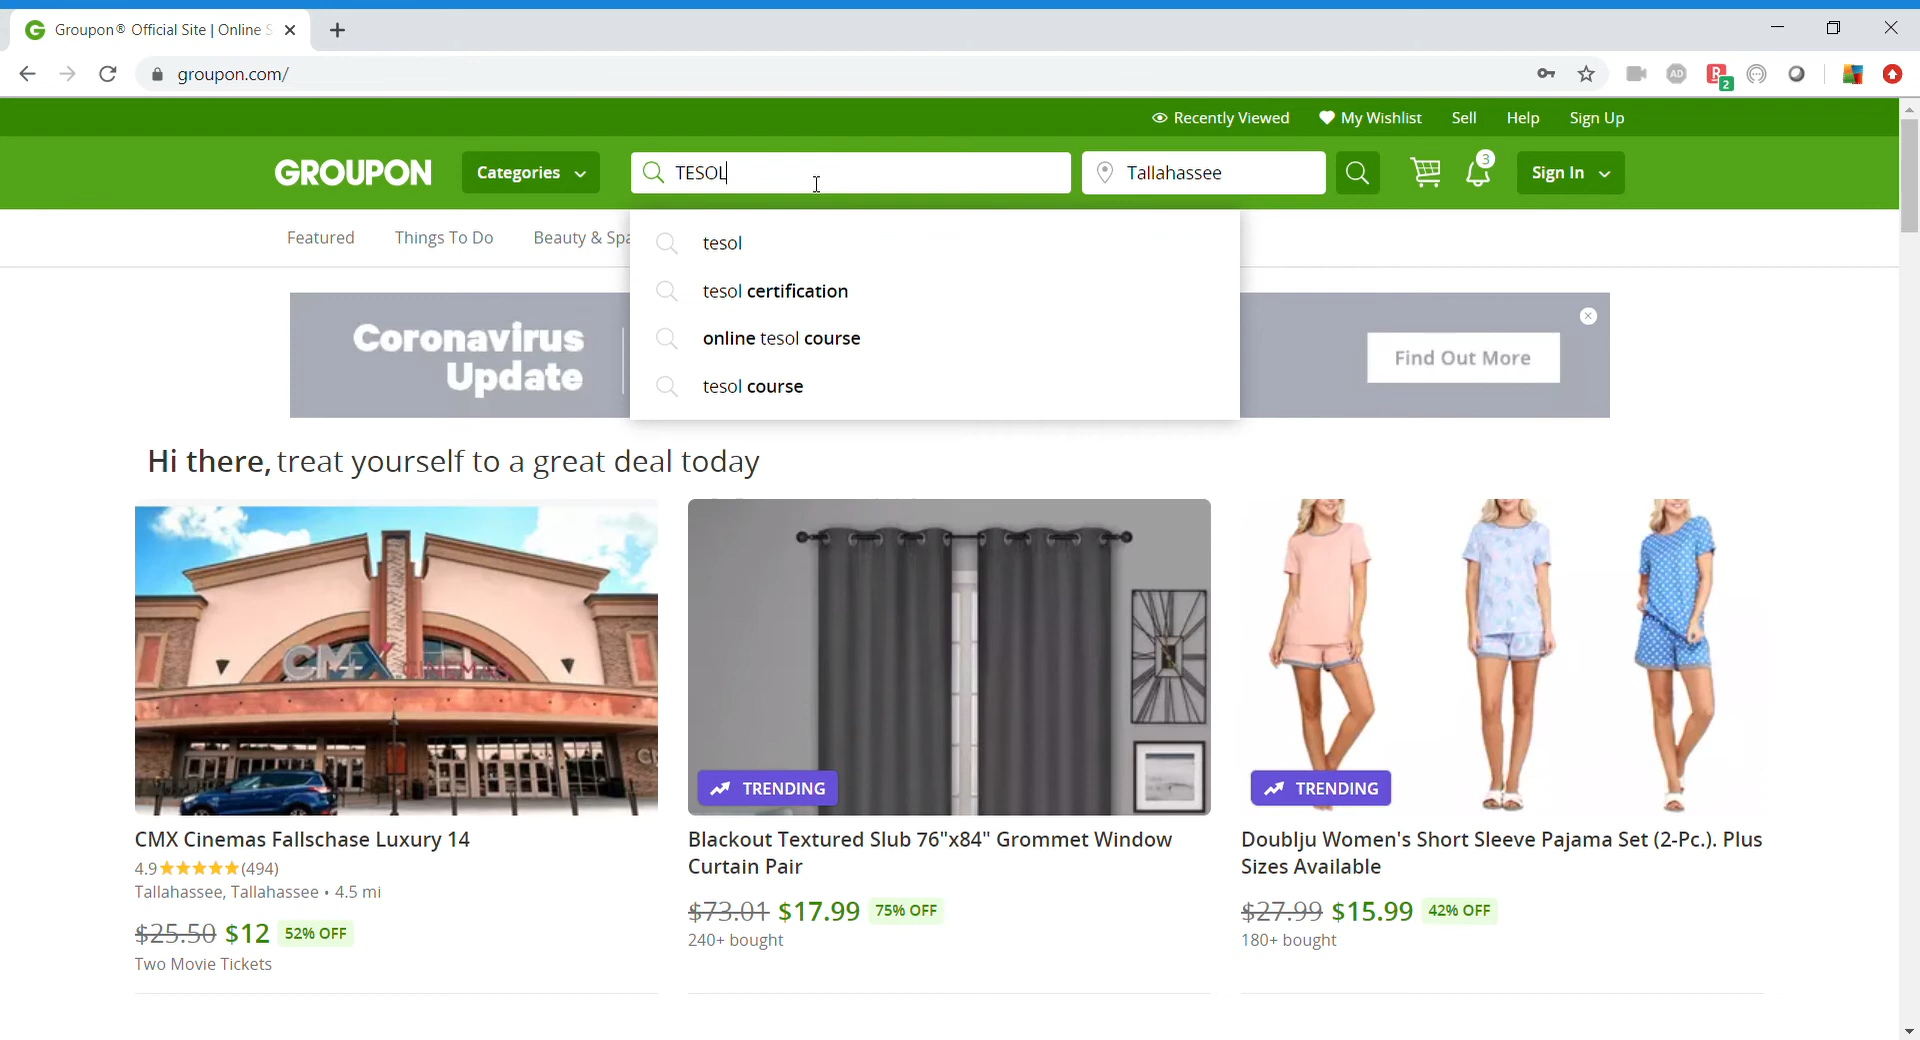 Groupon® Official Site | Online S
groupon.com/
AD
2
Recently Viewed
My Wishlist
Sell
Help
Sign Up
GROUPON
Categories
TESOL
Tallahassee
3
Sign In
Featured
Things To Do
Beauty & Spa
tesol
tesol certification
online tesol course
tesol course
Coronavirus
Update
Find Out More
Hi there, treat yourself to a great deal today
CMX CINEMAS
TRENDING
TRENDING
CMX Cinemas Fallschase Luxury 14
4.9 (494)
Tallahassee, Tallahassee • 4.5 mi
$25.50 $12 52% OFF
Two Movie Tickets
Blackout Textured Slub 76"x84" Grommet Window
Curtain Pair
$73.01 $17.99 75% OFF
240+ bought
Doublju Women's Short Sleeve Pajama Set (2-Pc.). Plus
Sizes Available
$27.99 $15.99 42% OFF
180+ bought